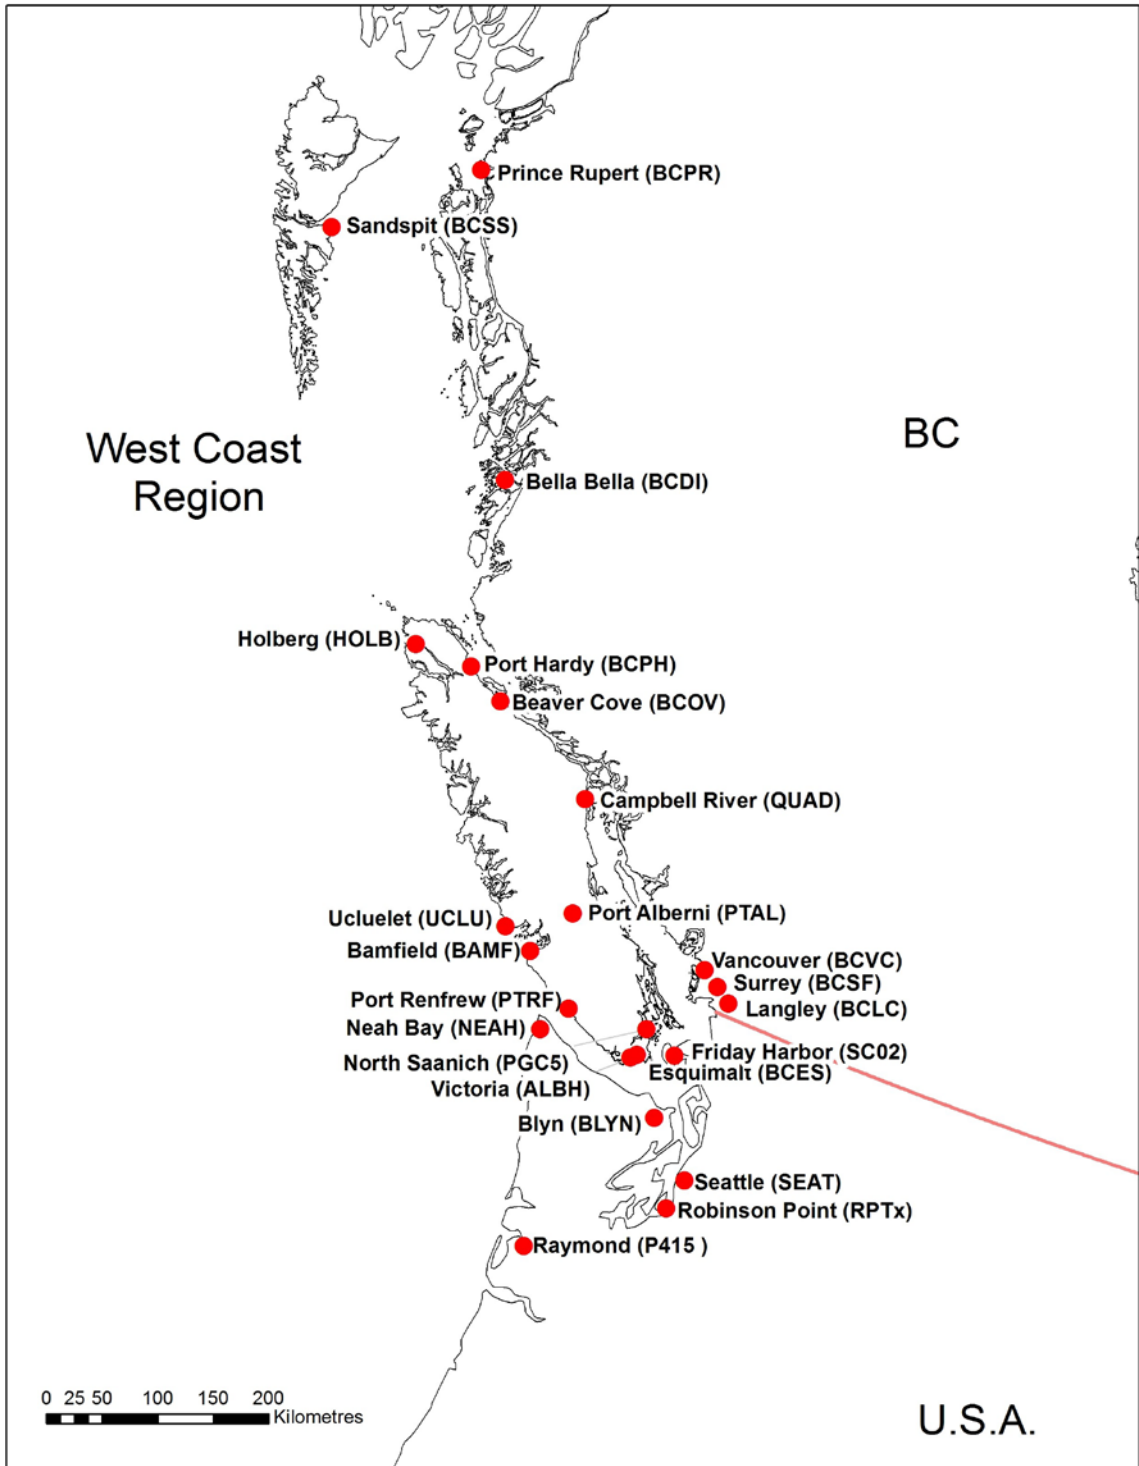 Prince Rupert (BCPR)
Sandspit (BCSS)
West Coast
Region
BC
Bella Bella (BCDI)
Holberg (HOLB)
Port Hardy (BCPH)
Beaver Cove (BCOV)
Campbell River (QUAD)
Ucluelet (UCLU)
Port Alberni (PTAL)
Bamfield (BAMF)
Vancouver (BCVC)
Surrey (BCSF)
Langley (BCLC)
Port Renfrew (PTRF)
Neah Bay (NEAH)
North Saanich (PGC5)
Friday Harbor (SC02)
Esquimalt (BCES)
Victoria (ALBH)
Blyn (BLYN)
Seattle (SEAT)
Robinson Point (RPTx)
Raymond (P415 )
0 25 50 100 150 200
Kilometres
U.S.A.